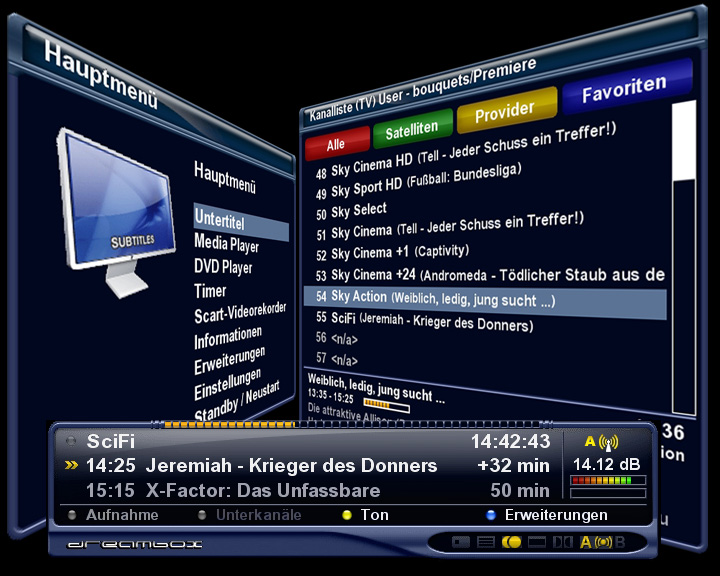 Hauptmenü
SUBTITLES
Hauptmenü
Untertitel
Media Player
DVD Player
Timer
Scart-Videorekorder
Informationen
Erweiterungen
Einstellungen
Standby / Neustart
Kanalliste (TV) User - bouquets/Premiere
Alle Satelliten Provider Favoriten
48 Sky Cinema HD (Tell - Jeder Schuss ein Treffer!)
49 Sky Sport HD (Fußball: Bundesliga)
50 Sky Select
51 Sky Cinema (Tell - Jeder Schuss ein Treffer!)
52 Sky Cinema +1 (Captivity)
53 Sky Cinema +24 (Andromeda - Tödlicher Staub aus de
54 Sky Action (Weiblich, ledig, jung sucht ...)
55 SciFi (Jeremiah - Krieger des Donners)
56 <n/a>
57 <n/a>
Weiblich, ledig, jung sucht ...
13:35 - 15:25
Die attraktive
36
ion
SciFi 14:42:43
14:25 Jeremiah - Krieger des Donners +32 min
15:15 X-Factor: Das Unfassbare 50 min
A
14.12 dB
Aufnahme Unterkanäle Ton Erweiterungen
dreambox
A B
u